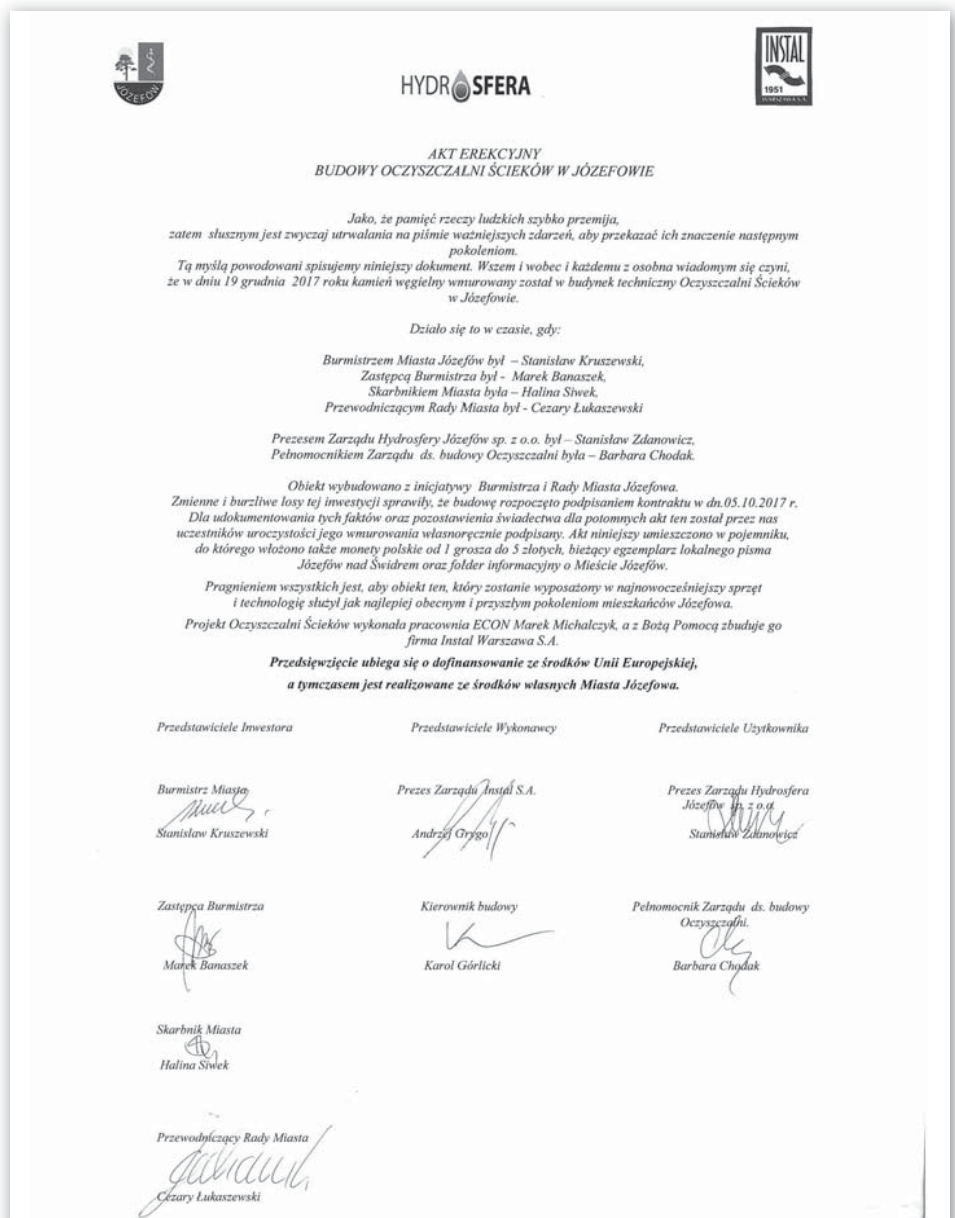 JÓZEFÓW
HYDROSFERA
INSTAL
1951
WARSZAWA S.A.
AKT EREKCYJNY
BUDOWY OCZYSZCZALNI ŚCIEKÓW W JÓZEFOWIE
Jako, że pamięć rzeczy ludzkich szybko przemija,
zatem słusznym jest zwyczaj utrwalania na piśmie ważniejszych zdarzeń, aby przekazać ich znaczenie następnym
pokoleniom.
Tą myślą powodowani spisujemy niniejszy dokument. Wszem i wobec i każdemu z osobna wiadomym się czyni,
że w dniu 19 grudnia 2017 roku kamień węgielny wmurowany został w budynek techniczny Oczyszczalni Ścieków
w Józefowie.
Działo się to w czasie, gdy:
Burmistrzem Miasta Józefów był – Stanisław Kruszewski,
Zastępcą Burmistrza był - Marek Banaszek,
Skarbnikiem Miasta była – Halina Siwek,
Przewodniczącym Rady Miasta był - Cezary Łukaszewski
Prezesem Zarządu Hydrosfery Józefów sp. z o.o. był – Stanisław Zdanowicz,
Pełnomocnikiem Zarządu ds. budowy Oczyszczalni była – Barbara Chodak.
Obiekt wybudowano z inicjatywy Burmistrza i Rady Miasta Józefowa.
Zmienne i burzliwe losy tej inwestycji sprawiły, że budowę rozpoczęto podpisaniem kontraktu w dn.05.10.2017 r.
Dla udokumentowania tych faktów oraz pozostawienia świadectwa dla potomnych akt ten został przez nas
uczestników uroczystości jego wmurowania własnoręcznie podpisany. Akt niniejszy umieszczono w pojemniku,
do którego włożono także monety polskie od 1 grosza do 5 złotych, bieżący egzemplarz lokalnego pisma
Józefów nad Świdrem oraz folder informacyjny o Mieście Józefów.
Pragnieniem wszystkich jest, aby obiekt ten, który zostanie wyposażony w najnowocześniejszy sprzęt
i technologię służył jak najlepiej obecnym i przyszłym pokoleniom mieszkańców Józefowa.
Projekt Oczyszczalni Ścieków wykonała pracownia ECON Marek Michalczyk, a z Bożą Pomocą zbuduje go
firma Instal Warszawa S.A.
Przedsięwzięcie ubiega się o dofinansowanie ze środków Unii Europejskiej,
a tymczasem jest realizowane ze środków własnych Miasta Józefowa.
Przedstawiciele Inwestora
Przedstawiciele Wykonawcy
Przedstawiciele Użytkownika
Burmistrz Miasta
Stanisław Kruszewski
Prezes Zarządu Instal S.A.
Andrzej Grygo
Prezes Zarządu Hydrosfera
Józefów sp. z o.o.
Stanisław Zdanowicz
Zastępca Burmistrza
Marek Banaszek
Kierownik budowy
Karol Górlicki
Pełnomocnik Zarządu ds. budowy
Oczyszczalni.
Barbara Chodak
Skarbnik Miasta
Halina Siwek
Przewodniczący Rady Miasta
Cezary Łukaszewski